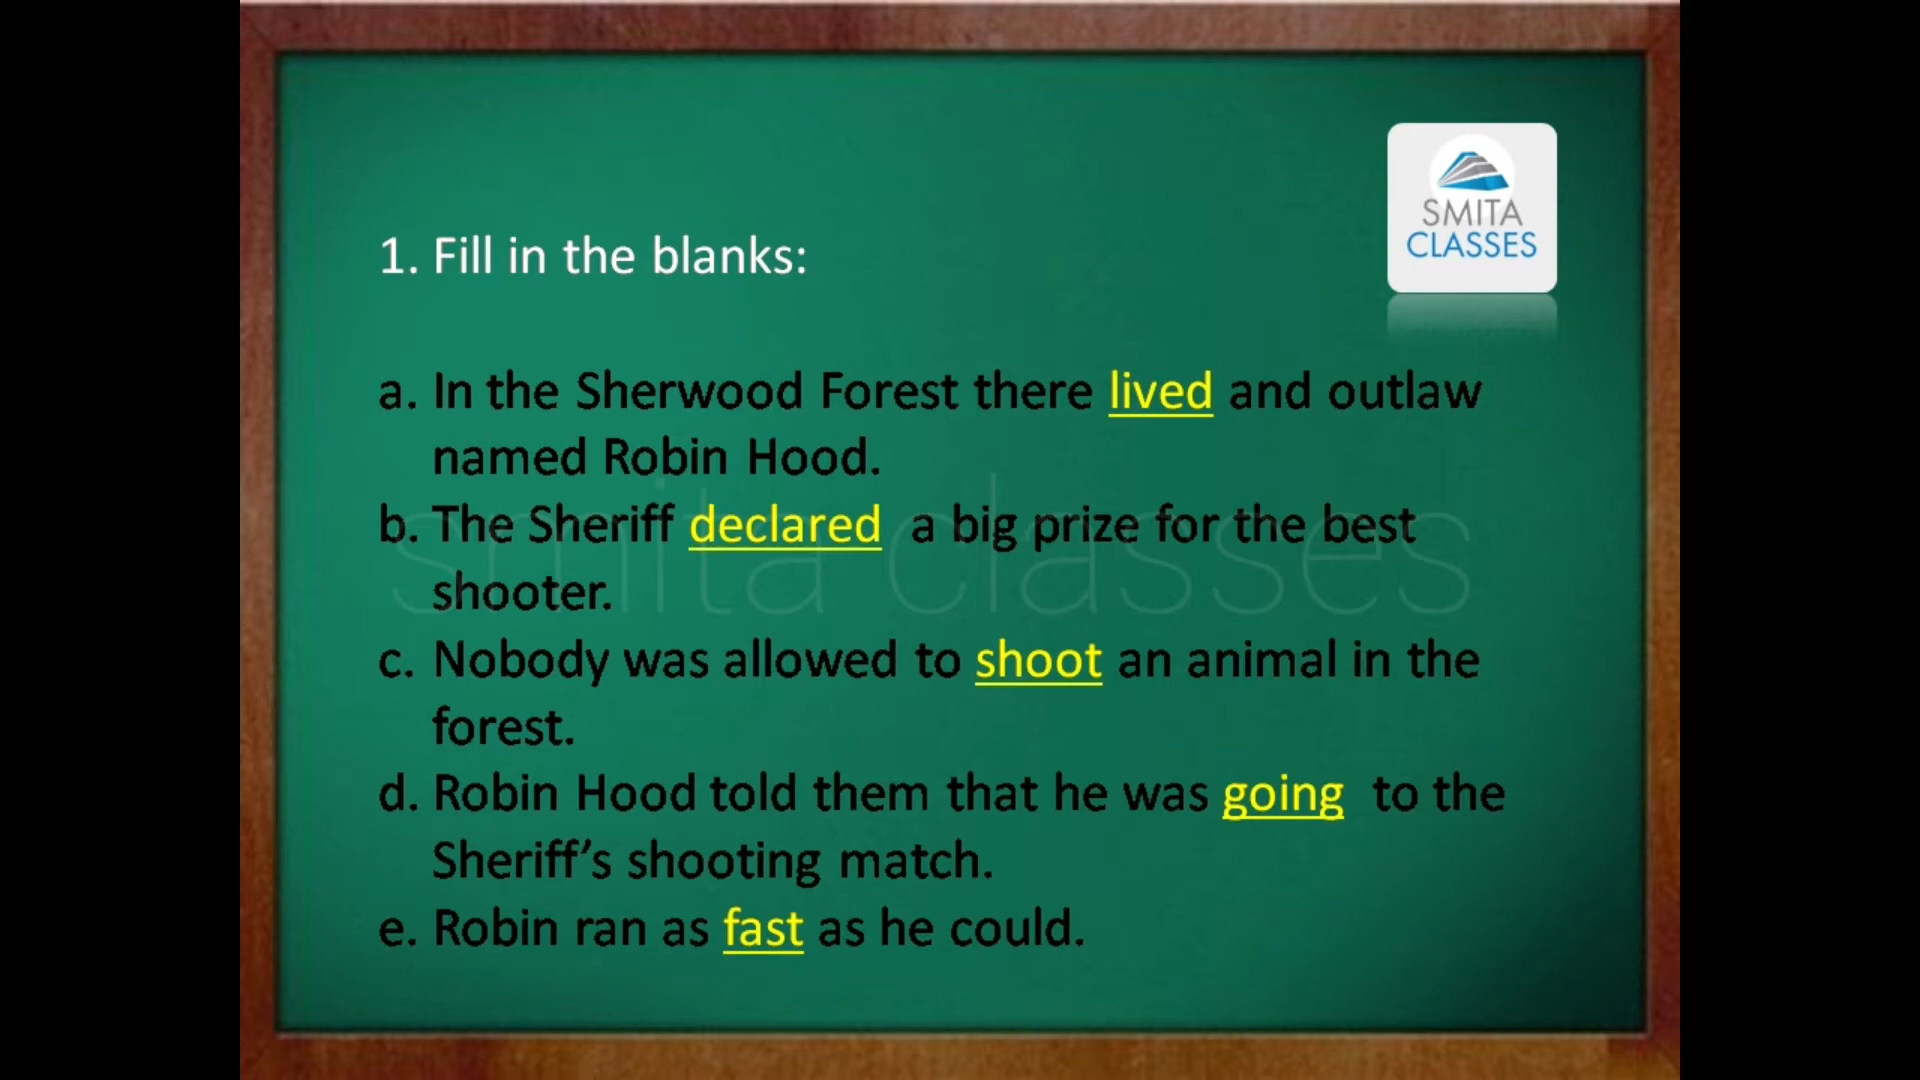 SMITA
CLASSES
1. Fill in the blanks:
a. In the Sherwood Forest there lived and outlaw
named Robin Hood.
b. The Sheriff declared a big prize for the best
shooter.
c. Nobody was allowed to shoot an animal in the
forest.
d. Robin Hood told them that he was going to the
Sheriff’s shooting match.
e. Robin ran as fast as he could.
smita classes